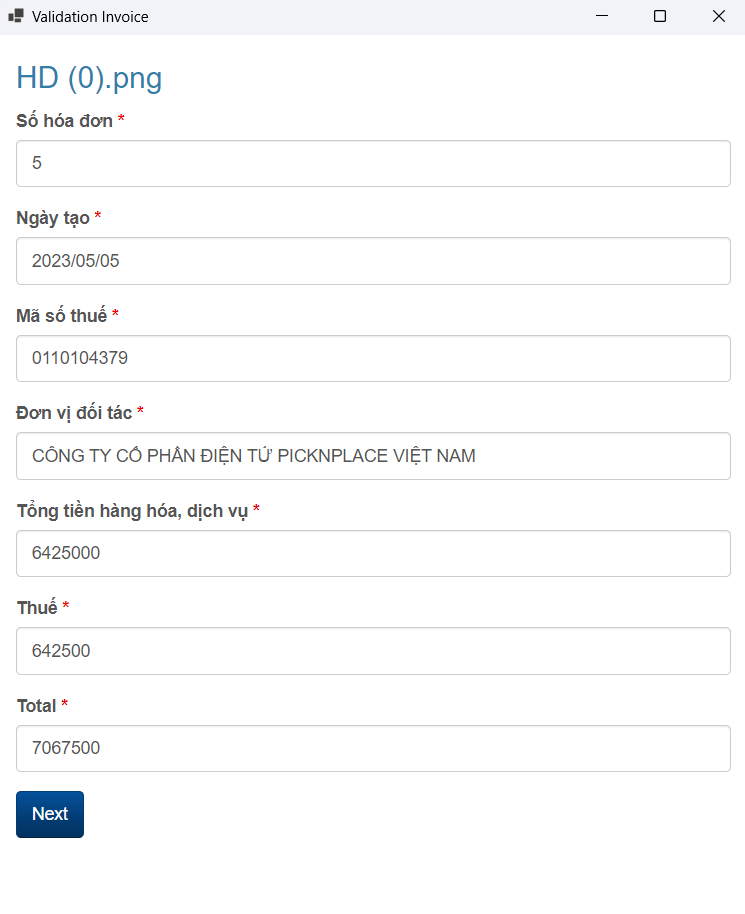 Validation Invoice
HD (0).png
Số hóa đơn *
5
Ngày tạo *
2023/05/05
Mã số thuế *
0110104379
Đơn vị đối tác *
CÔNG TY CỔ PHẦN ĐIỆN TỬ PICKNPLACE VIỆT NAM
Tổng tiền hàng hóa, dịch vụ *
6425000
Thuế *
642500
Total *
7067500
Next